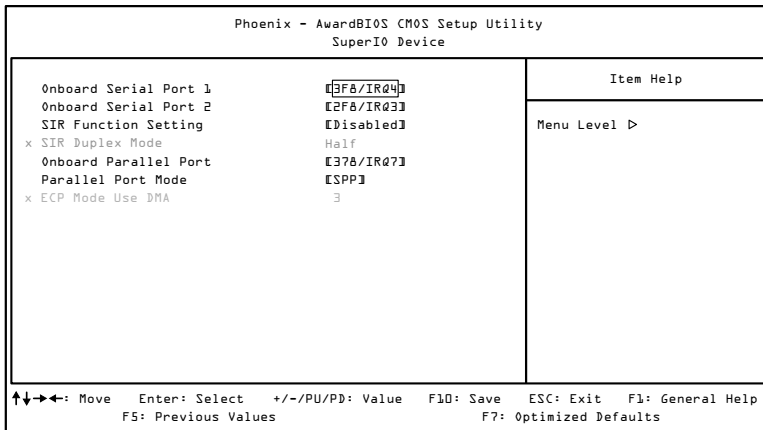 Phoenix - AwardBIOS CMOS Setup Utility
SuperIO Device
Onboard Serial Port 1 [3F8/IRQ4]
Onboard Serial Port 2 [2F8/IRQ3]
SIR Function Setting [Disabled]
x SIR Duplex Mode Half
Onboard Parallel Port [378/IRQ7]
Parallel Port Mode [SPP]
x ECP Mode Use DMA 3
Item Help
Menu Level ▷
↑↓→←: Move Enter: Select +/-/PU/PD: Value F10: Save ESC: Exit F1: General Help
F5: Previous Values F7: Optimized Defaults